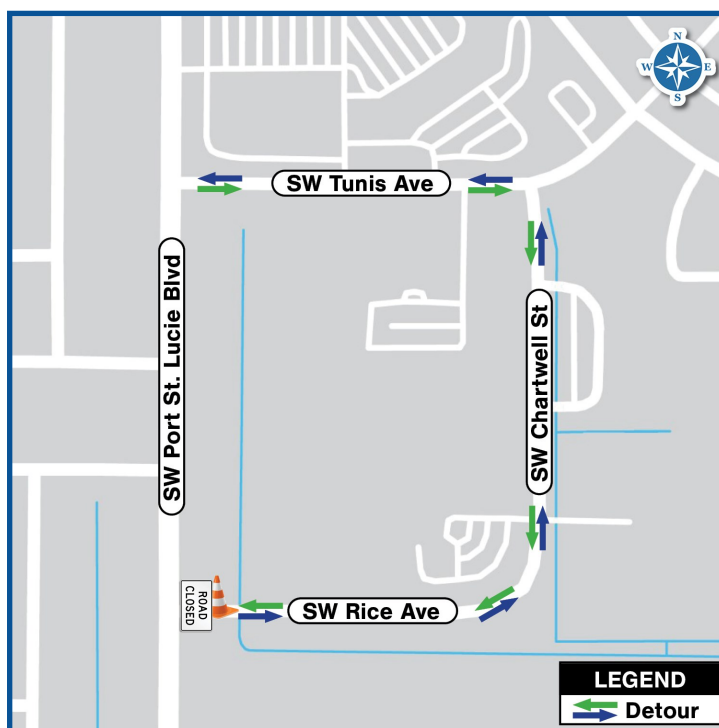 N
W E
S
SW Tunis Ave
SW Port St. Lucie Blvd
SW Chartwell St
ROAD
CLOSED
SW Rice Ave
LEGEND
Detour